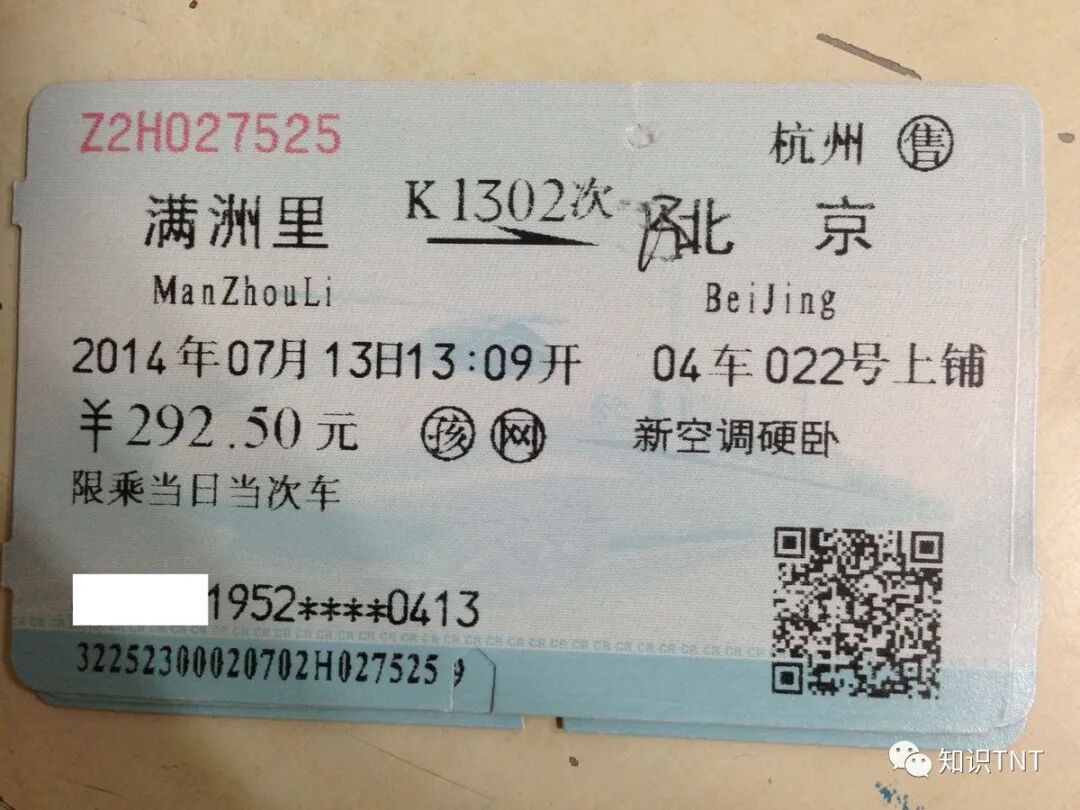 Z2H027525 杭州 售
满洲里 K1302次 北京
ManZhouLi BeiJing
2014年07月13日13:09开 04车022号上铺
￥292.50元 孩 网 新空调硬卧
限乘当日当次车
1952****0413
32252300020702H027525 9
知识TNT